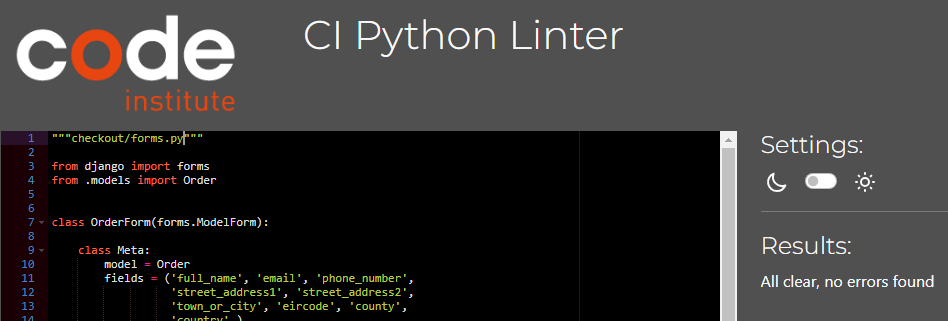 code
institute
CI Python Linter
1 """checkout/forms.py"""
2
3 from django import forms
4 from .models import Order
5
6
7 class OrderForm(forms.ModelForm):
8
9     class Meta:
10         model = Order
11         fields = ('full_name', 'email', 'phone_number',
12                   'street_address1', 'street_address2',
13                   'town_or_city', 'eircode', 'county',
14                   'country',)
Settings:
Results:
All clear, no errors found